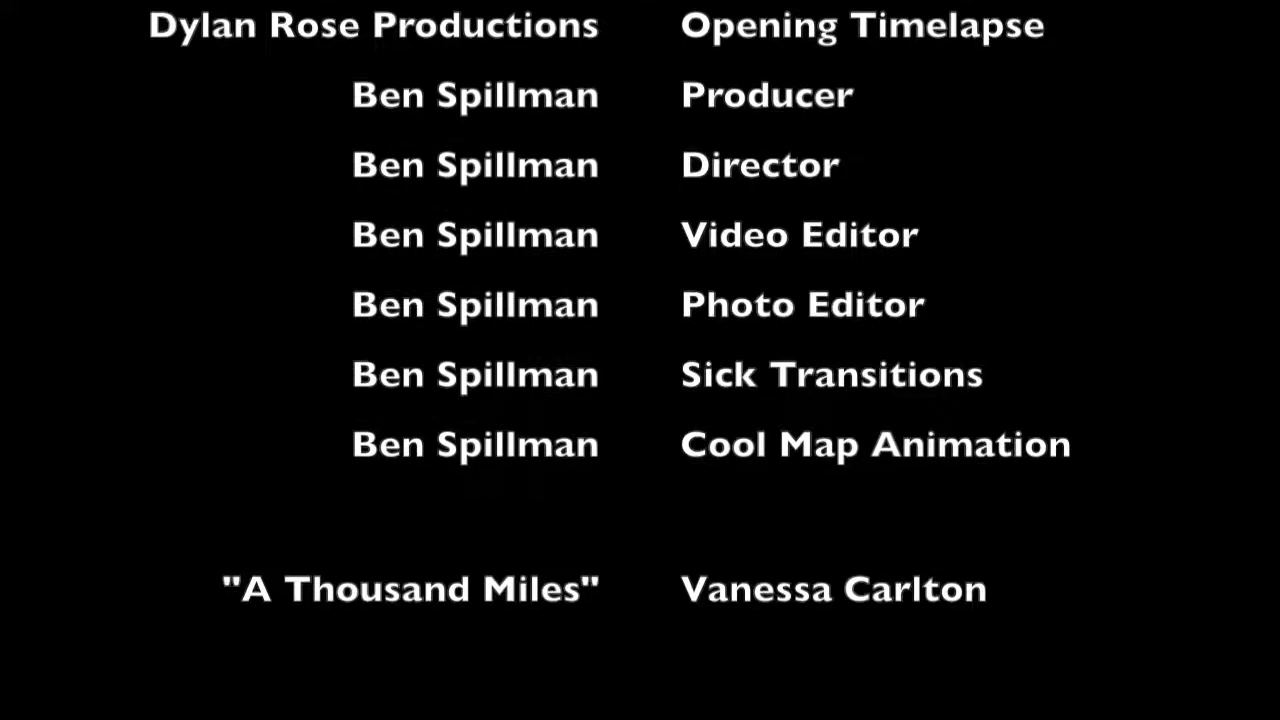 Dylan Rose Productions Opening Timelapse
Ben Spillman Producer
Ben Spillman Director
Ben Spillman Video Editor
Ben Spillman Photo Editor
Ben Spillman Sick Transitions
Ben Spillman Cool Map Animation
"A Thousand Miles" Vanessa Carlton